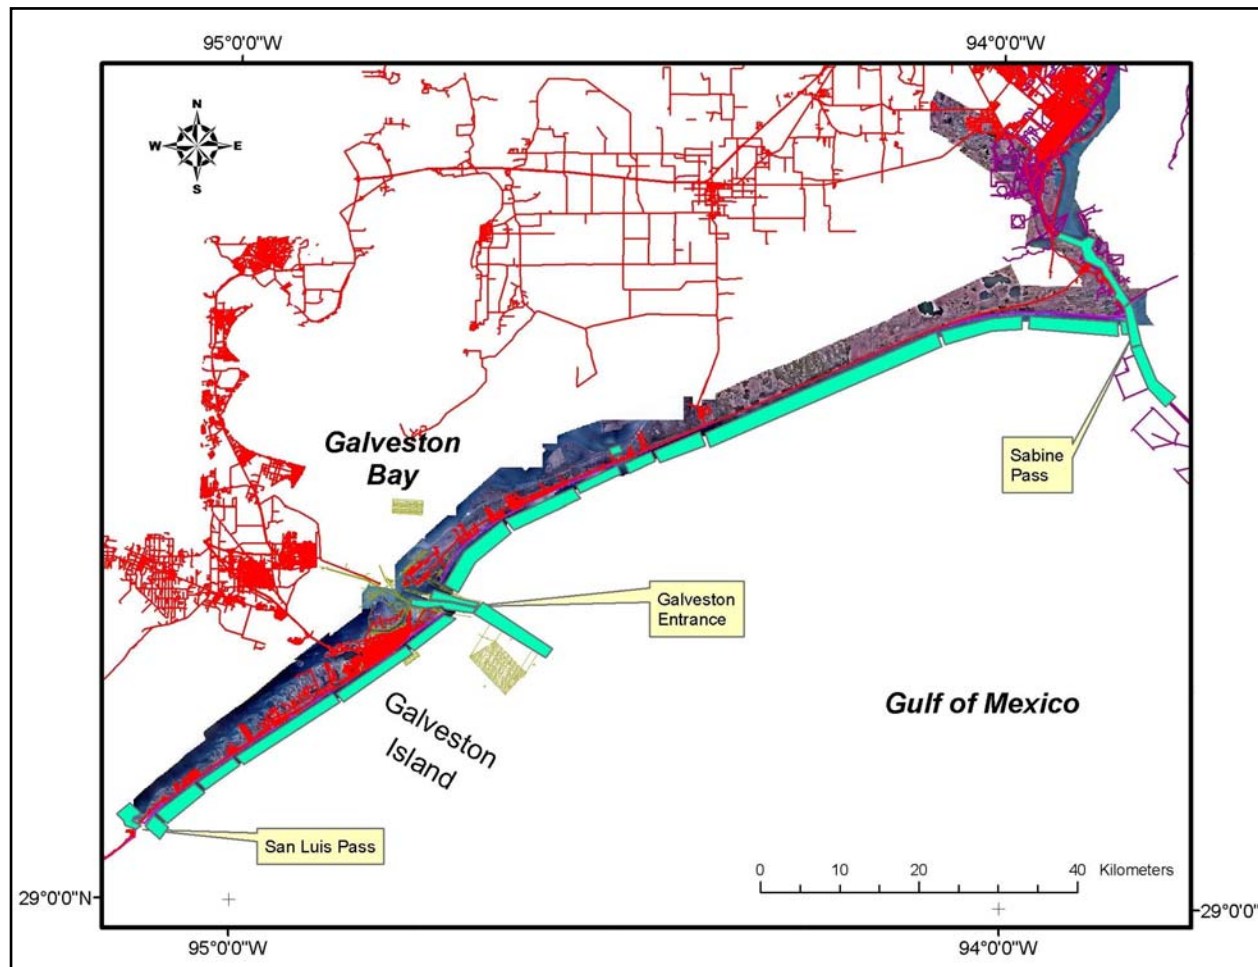 95°0'0"W
94°0'0"W
N
W
E
S
Galveston
Bay
Sabine
Pass
Galveston
Entrance
Gulf of Mexico
Galveston
Island
San Luis Pass
0 10 20 40 Kilometers
29°0'0"N
29°0'0"
95°0'0"W
94°0'0"W